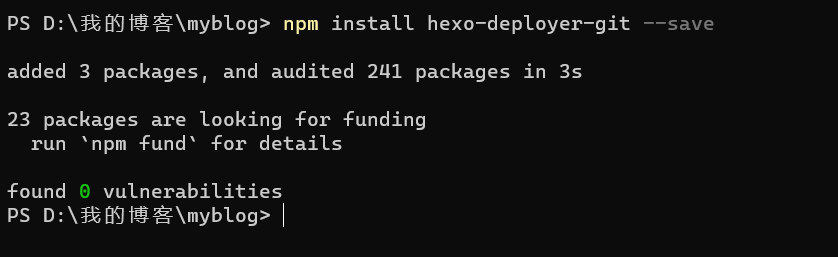 PS D:\我的博客\myblog> npm install hexo-deployer-git --save
added 3 packages, and audited 241 packages in 3s
23 packages are looking for funding
  run `npm fund` for details
found 0 vulnerabilities
PS D:\我的博客\myblog>